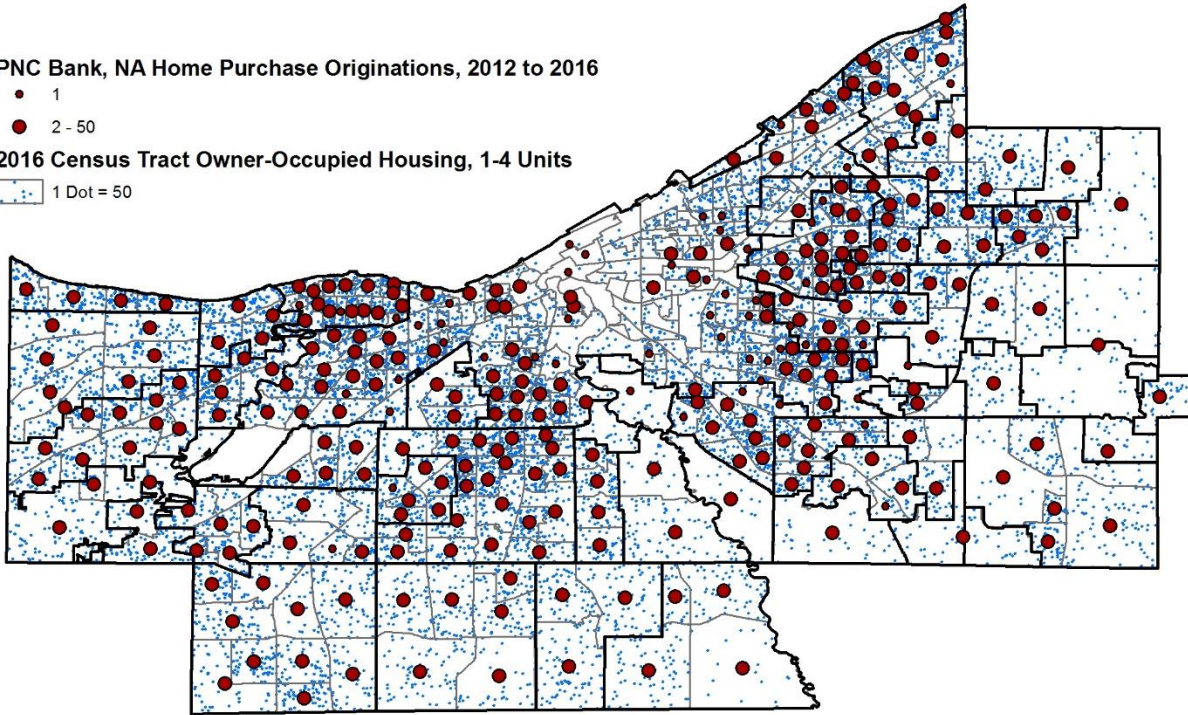 PNC Bank, NA Home Purchase Originations, 2012 to 2016
1
2 - 50
2016 Census Tract Owner-Occupied Housing, 1-4 Units
1 Dot = 50